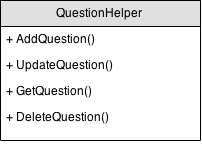 QuestionHelper
+ AddQuestion()
+ UpdateQuestion()
+ GetQuestion()
+ DeleteQuestion()